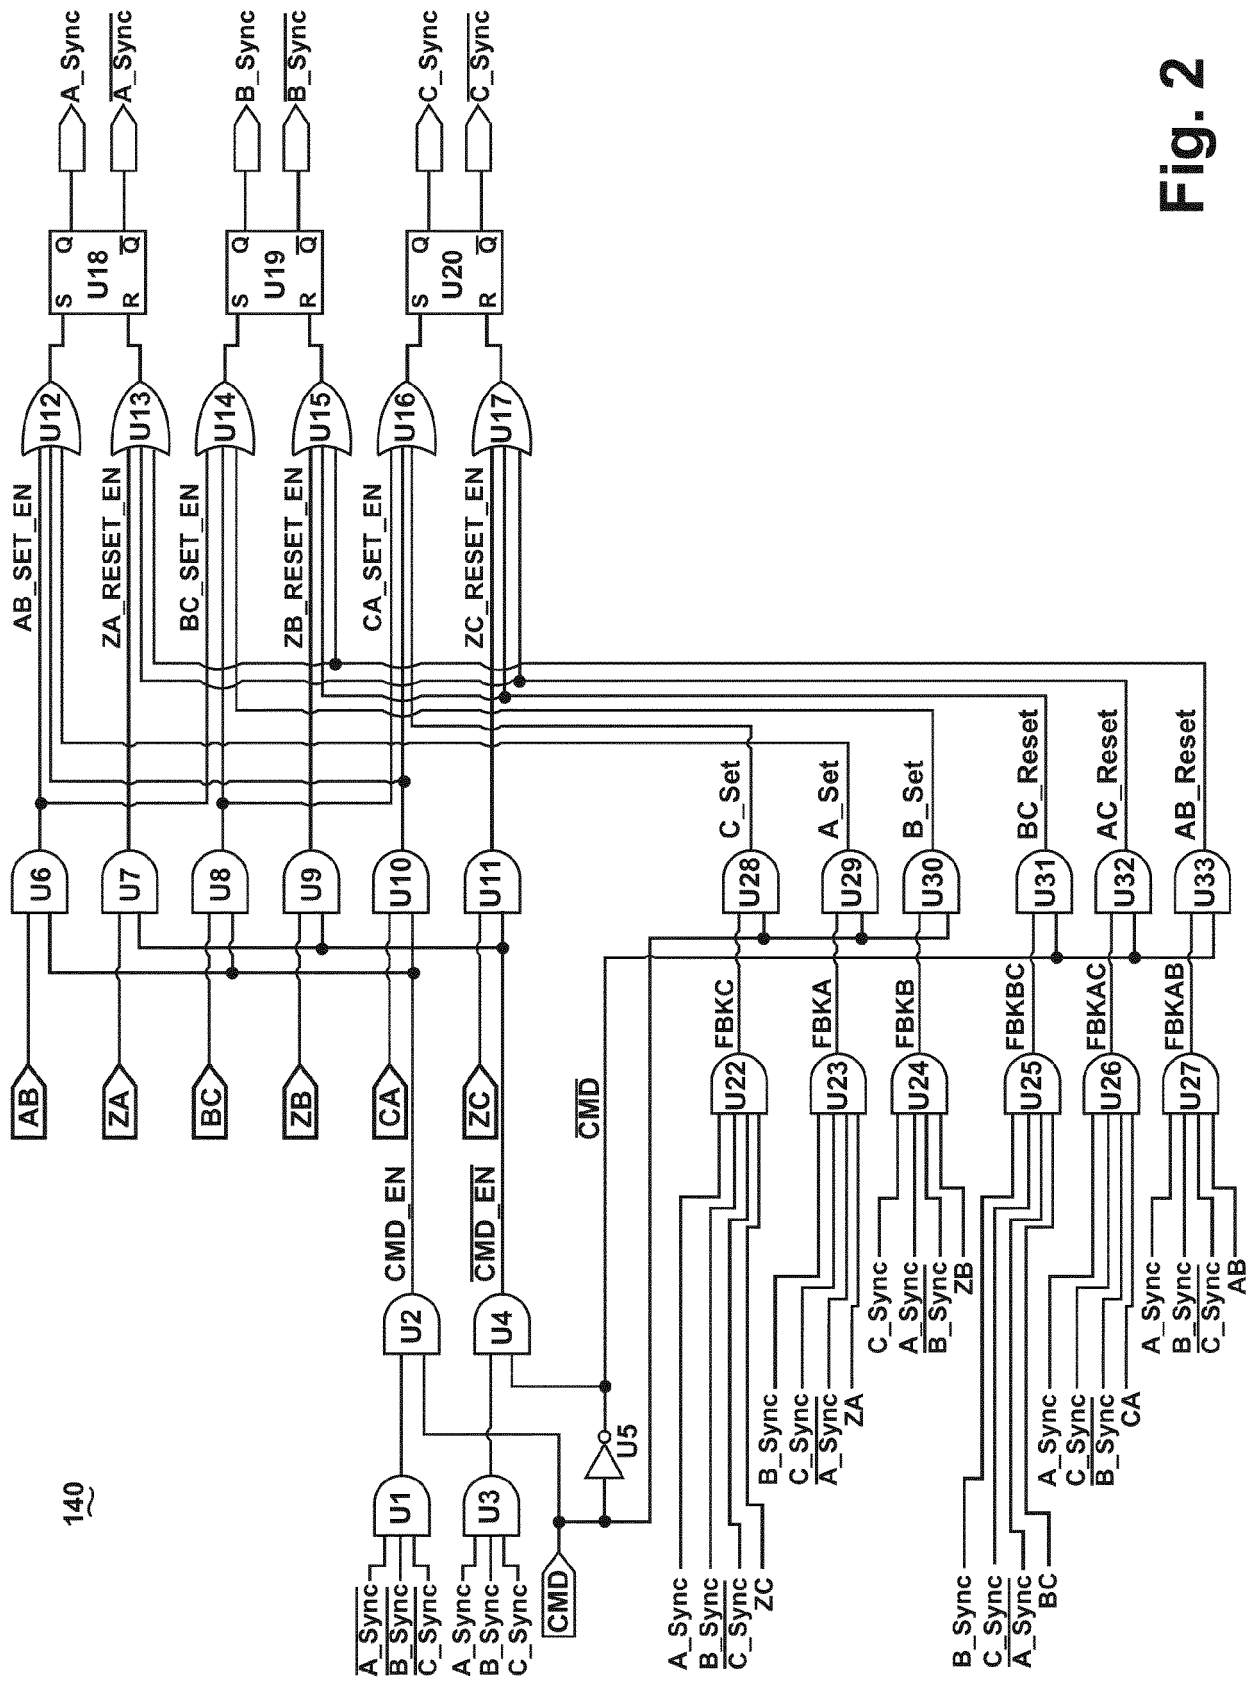 140
A_Sync
B_Sync
C_Sync
U1
A_Sync
B_Sync
C_Sync
U3
CMD
U5
U2
U4
CMD_EN
CMD_EN
CMD
AB
ZA
BC
ZB
CA
ZC
U6
U7
U8
U9
U10
U11
AB_SET_EN
ZA_RESET_EN
BC_SET_EN
ZB_RESET_EN
CA_SET_EN
ZC_RESET_EN
U12
U13
U14
U15
U16
U17
S
R
U18
Q
Q
S
R
U19
Q
Q
S
R
U20
Q
Q
A_Sync
A_Sync
B_Sync
B_Sync
C_Sync
C_Sync
A_Sync
B_Sync
C_Sync
ZC
U22
FBKC
U28
C_Set
B_Sync
C_Sync
A_Sync
ZA
U23
FBKA
U29
A_Set
C_Sync
A_Sync
B_Sync
ZB
U24
FBKB
U30
B_Set
B_Sync
C_Sync
A_Sync
BC
U25
FBKBC
U31
BC_Reset
A_Sync
C_Sync
B_Sync
CA
U26
FBKAC
U32
AC_Reset
A_Sync
B_Sync
C_Sync
AB
U27
FBKAB
U33
AB_Reset
Fig. 2